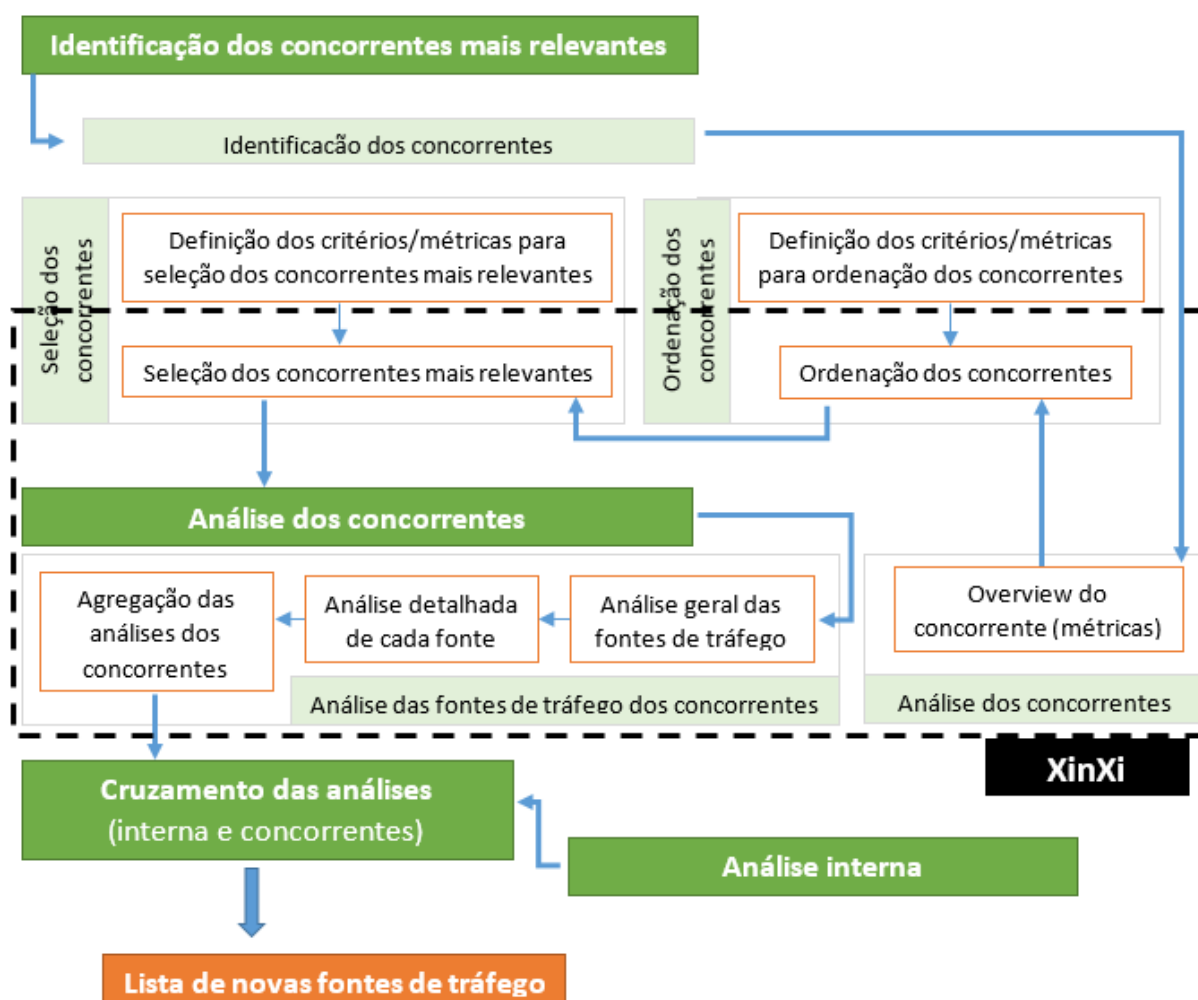 Identificação dos concorrentes mais relevantes
Identificacão dos concorrentes
Seleção dos
concorrentes
Definição dos critérios/métricas para
seleção dos concorrentes mais relevantes
Seleção dos concorrentes mais relevantes
Ordenação dos
concorrentes
Definição dos critérios/métricas
para ordenação dos concorrentes
Ordenação dos concorrentes
Análise dos concorrentes
Agregação das
análises dos
concorrentes
Análise detalhada
de cada fonte
Análise geral das
fontes de tráfego
Análise das fontes de tráfego dos concorrentes
Overview do
concorrente (métricas)
Análise dos concorrentes
XinXi
Cruzamento das análises
(interna e concorrentes)
Análise interna
Lista de novas fontes de tráfego